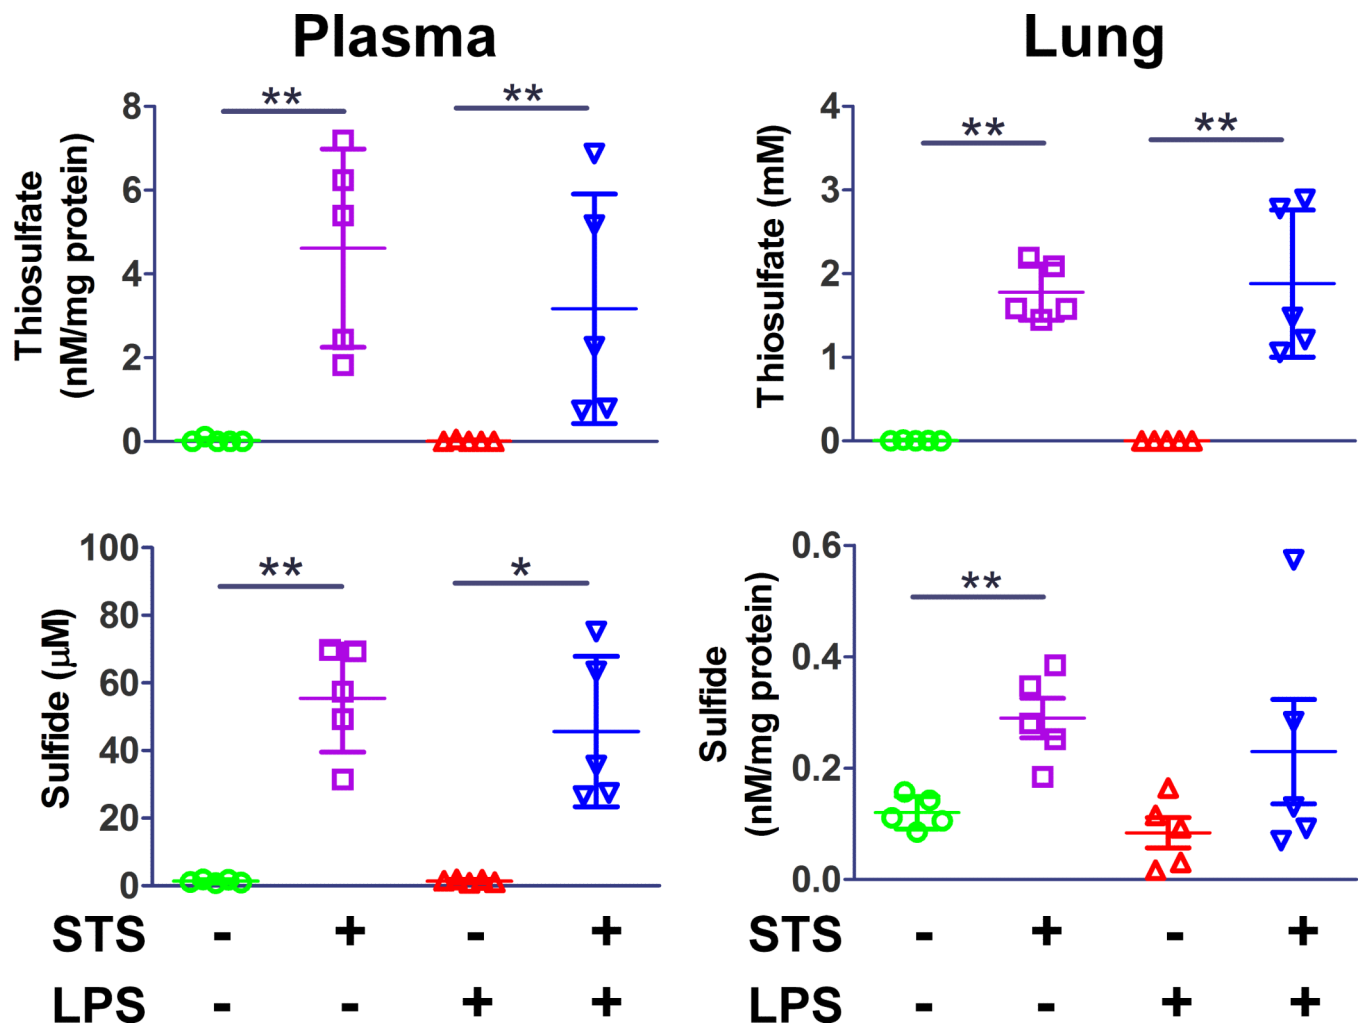 Plasma
Lung
Thiosulfate
(nM/mg protein)
8
6
4
2
0
**
**
Thiosulfate (mM)
4
3
2
1
0
**
**
Sulfide (μM)
100
80
60
40
20
0
**
*
Sulfide
(nM/mg protein)
0.6
0.4
0.2
0.0
**
STS - + - +
LPS - - + +
STS - + - +
LPS - - + +